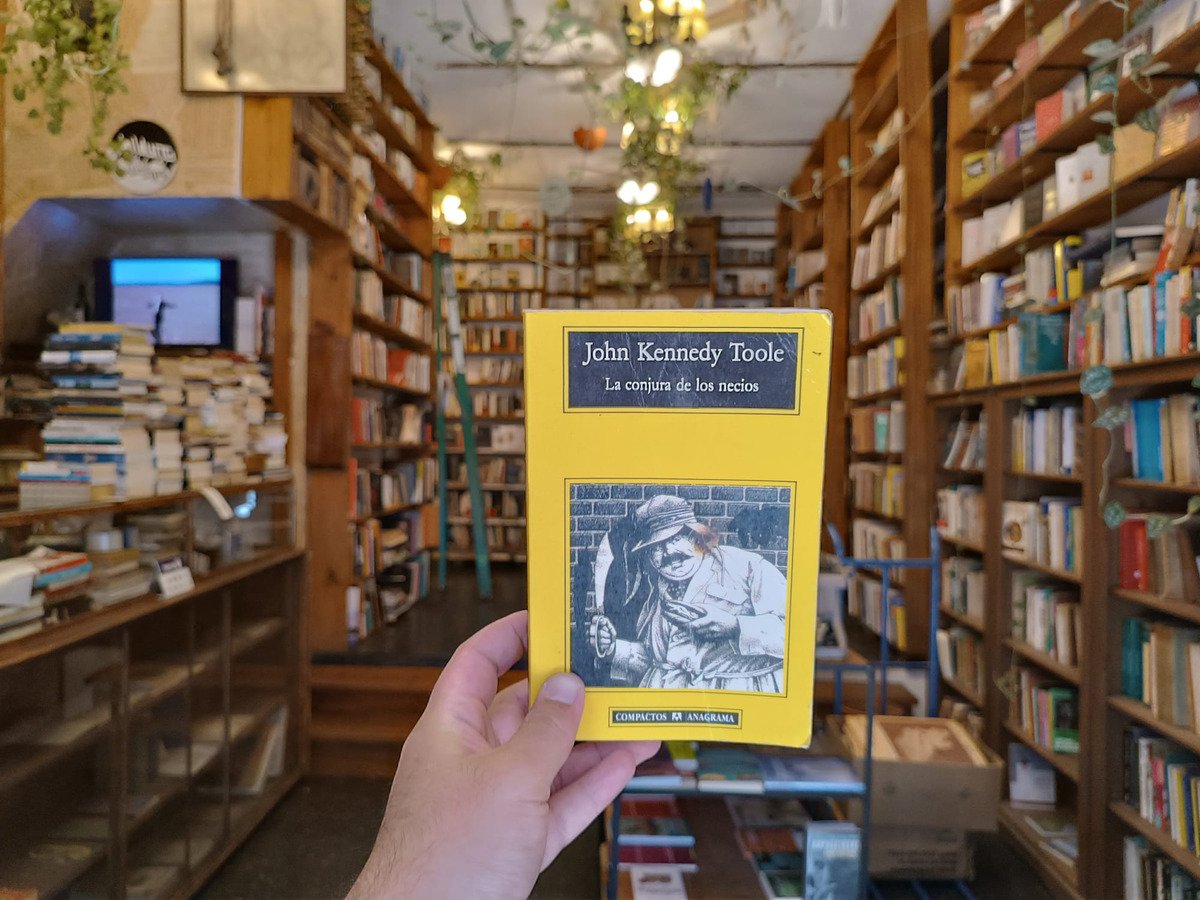 John Kennedy Toole
La conjura de los necios
COMPACTOS ANAGRAMA